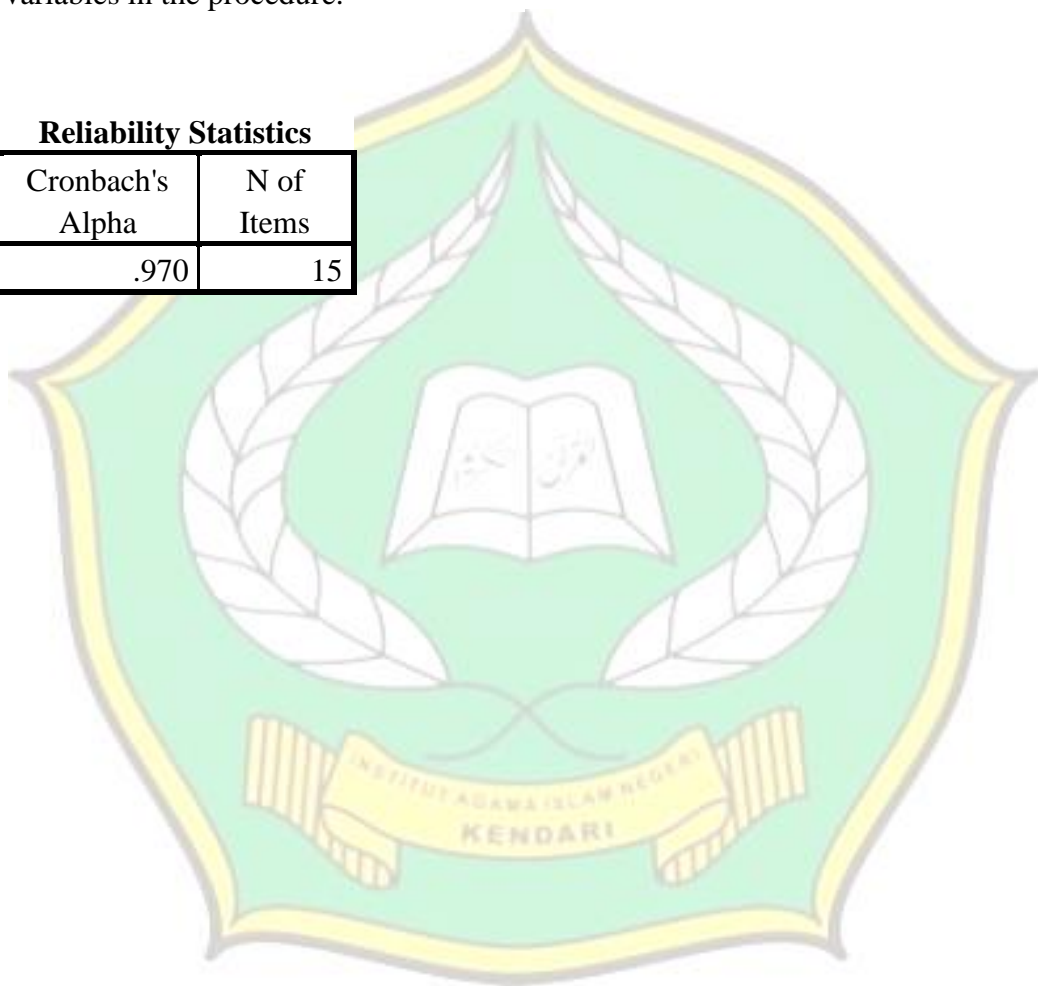 variables in the procedure.
Reliability Statistics
Cronbach's Alpha N of Items
.970 15
INSTITUT AGAMA ISLAM NEGERI
KENDARI